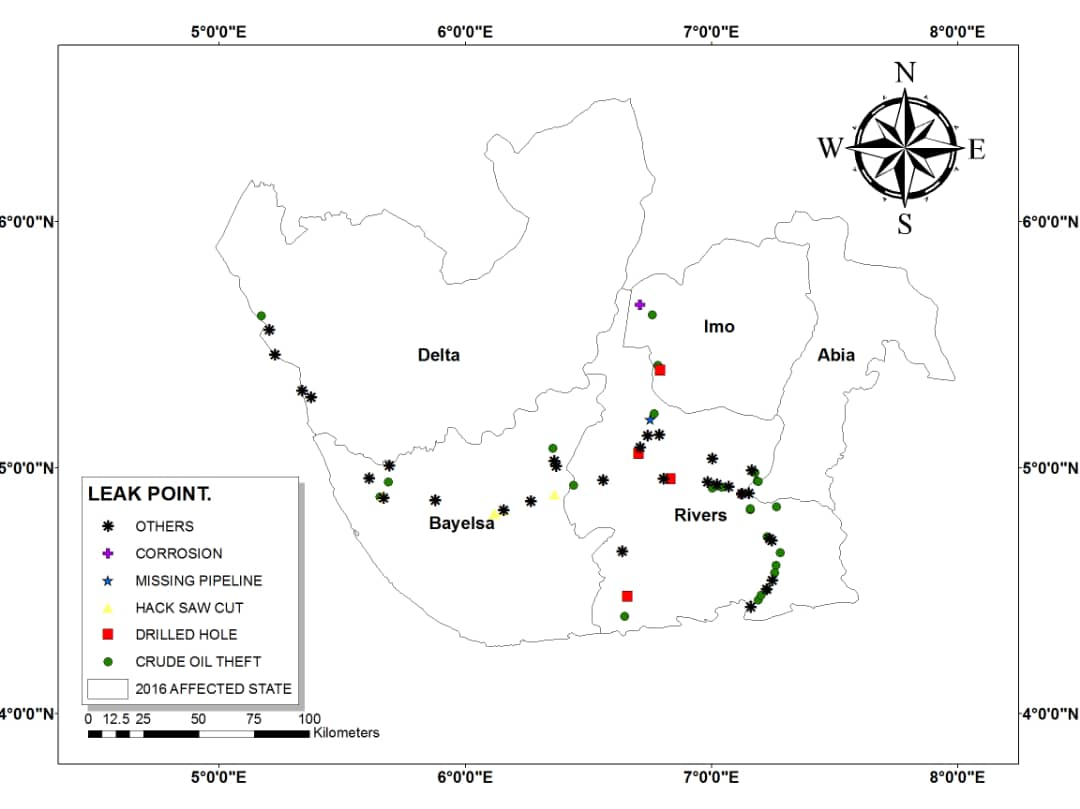 5°0'0"E 6°0'0"E 7°0'0"E 8°0'0"E
N
W E
S
6°0'0"N 6°0'0"N
Imo
Delta Abia
5°0'0"N 5°0'0"N
LEAK POINT.
Rivers
Bayelsa
OTHERS
CORROSION
MISSING PIPELINE
HACK SAW CUT
DRILLED HOLE
CRUDE OIL THEFT
2016 AFFECTED STATE
4°0'0"N 4°0'0"N
0 12.5 25 50 75 100
Kilometers
5°0'0"E 6°0'0"E 7°0'0"E 8°0'0"E